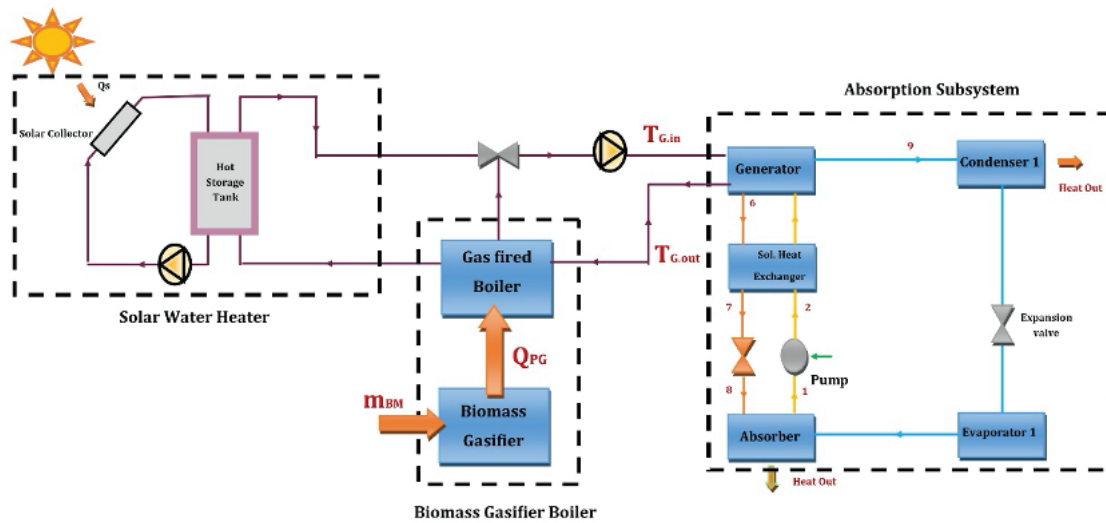 Qs
Solar Collector
Hot
Storage
Tank
Solar Water Heater
TG.in
TG.out
Gas fired
Boiler
QPG
mBM
Biomass
Gasifier
Biomass Gasifier Boiler
Absorption Subsystem
Generator
9
Condenser 1
Heat Out
6
Sol. Heat
Exchanger
7
2
Expansion
valve
Pump
8
1
Absorber
Evaporator 1
Heat Out